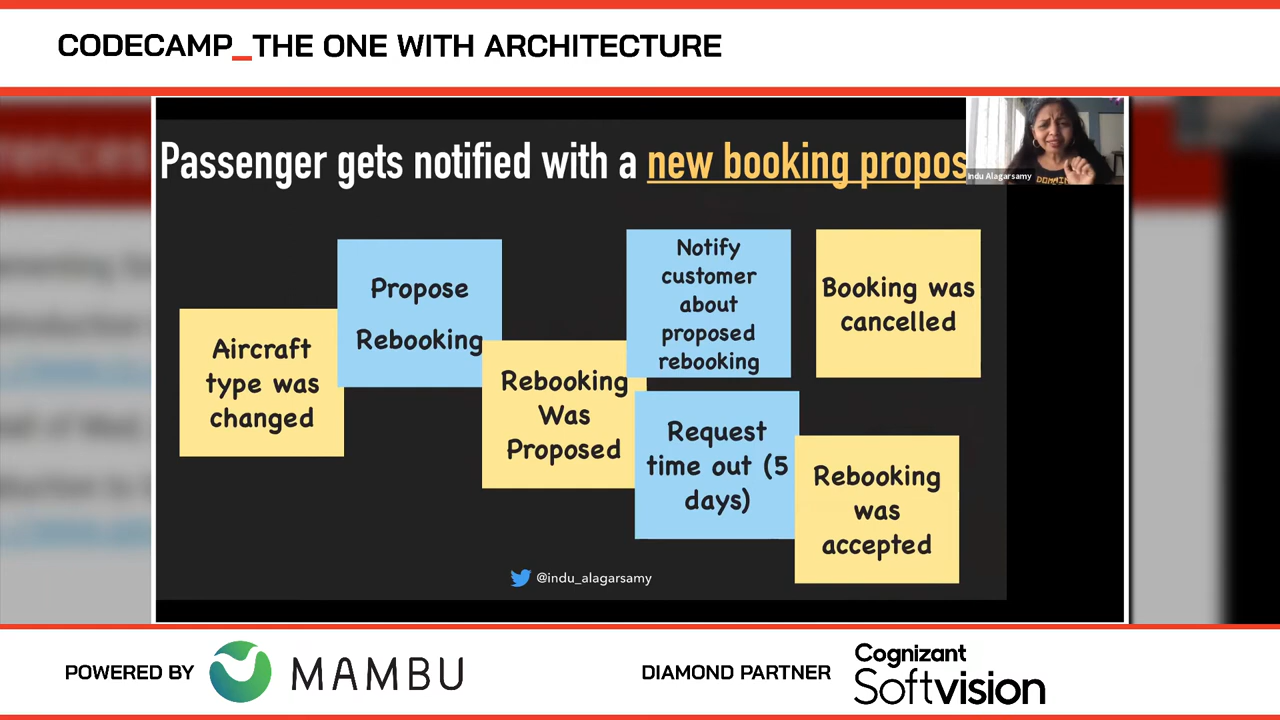 CODECAMP_THE ONE WITH ARCHITECTURE
Passenger gets notified with a new booking propos
Indu Alagarsamy
DOMAIN
Aircraft
type was
changed
Propose
Rebooking
Rebooking
Was
Proposed
Notify
customer
about
proposed
rebooking
Request
time out (5
days)
Booking was
cancelled
Rebooking
was
accepted
@indu_alagarsamy
POWERED BY
MAMBU
DIAMOND PARTNER
Cognizant
Softvision